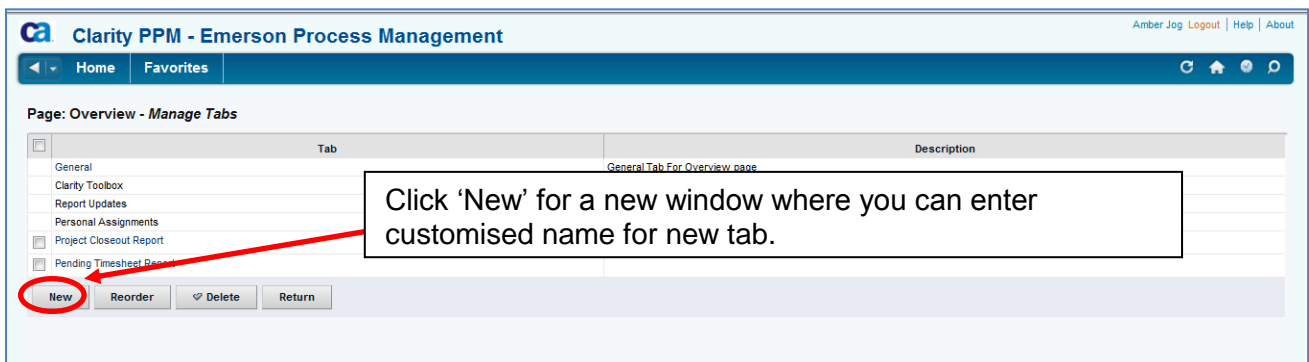 ca Clarity PPM - Emerson Process Management
Amber Jog Logout | Help | About
Home Favorites
Page: Overview - Manage Tabs
Tab Description
General General Tab For Overview page
Clarity Toolbox
Report Updates
Personal Assignments
Project Closeout Report
Pending Timesheet Report
Click ‘New’ for a new window where you can enter
customised name for new tab.
New Reorder Delete Return